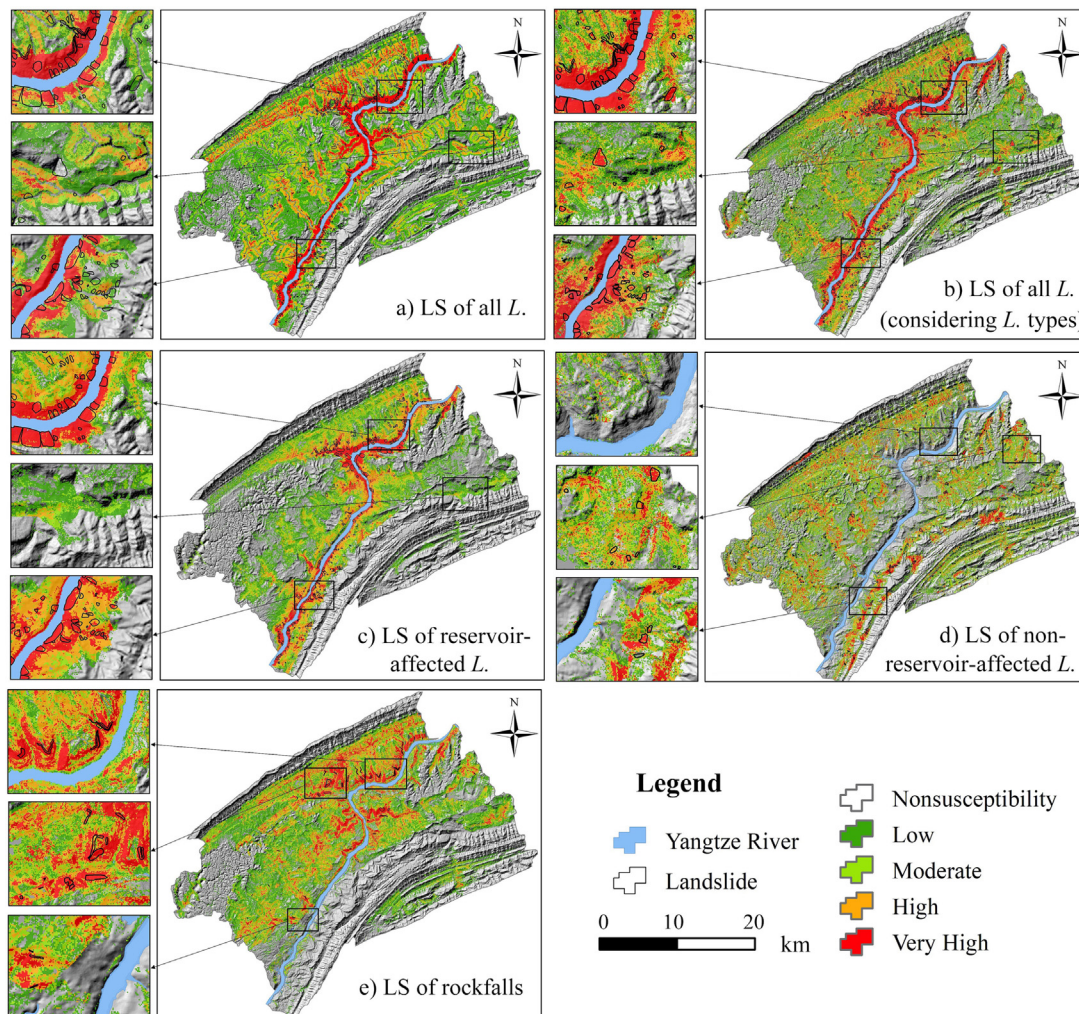 N
N
a) LS of all L.
b) LS of all L.
(considering L. types)
N
N
c) LS of reservoir-
affected L.
d) LS of non-
reservoir-affected L.
N
e) LS of rockfalls
Legend
Yangtze River
Landslide
0 10 20
km
Nonsusceptibility
Low
Moderate
High
Very High